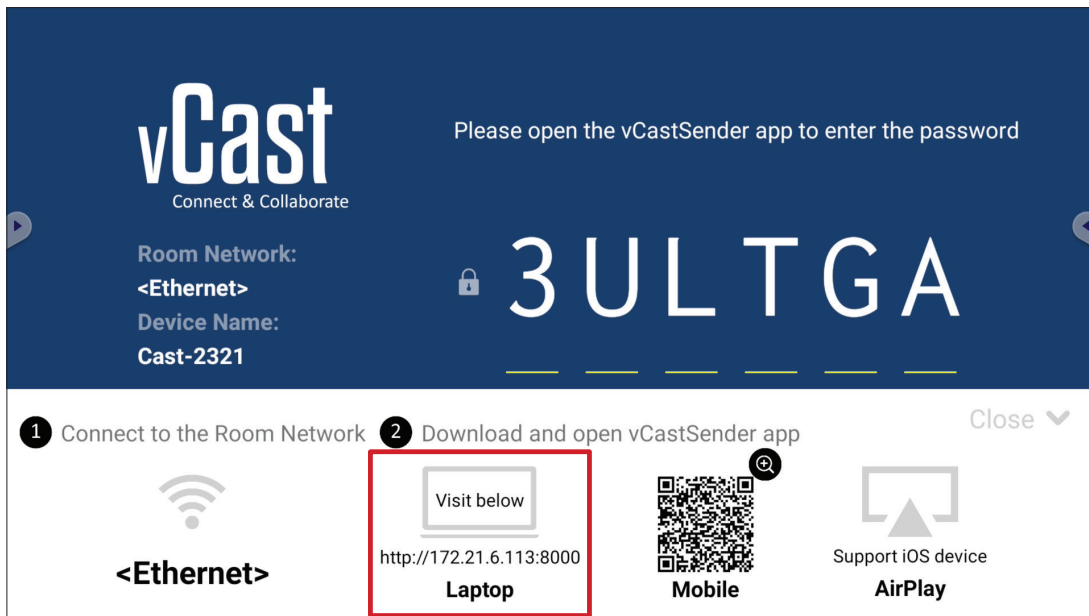 vCast
Connect & Collaborate
Please open the vCastSender app to enter the password
Room Network:
<Ethernet>
Device Name:
Cast-2321
3ULTGA
1 Connect to the Room Network
2 Download and open vCastSender app
Close
<Ethernet>
Visit below
http://172.21.6.113:8000
Laptop
Mobile
Support iOS device
AirPlay